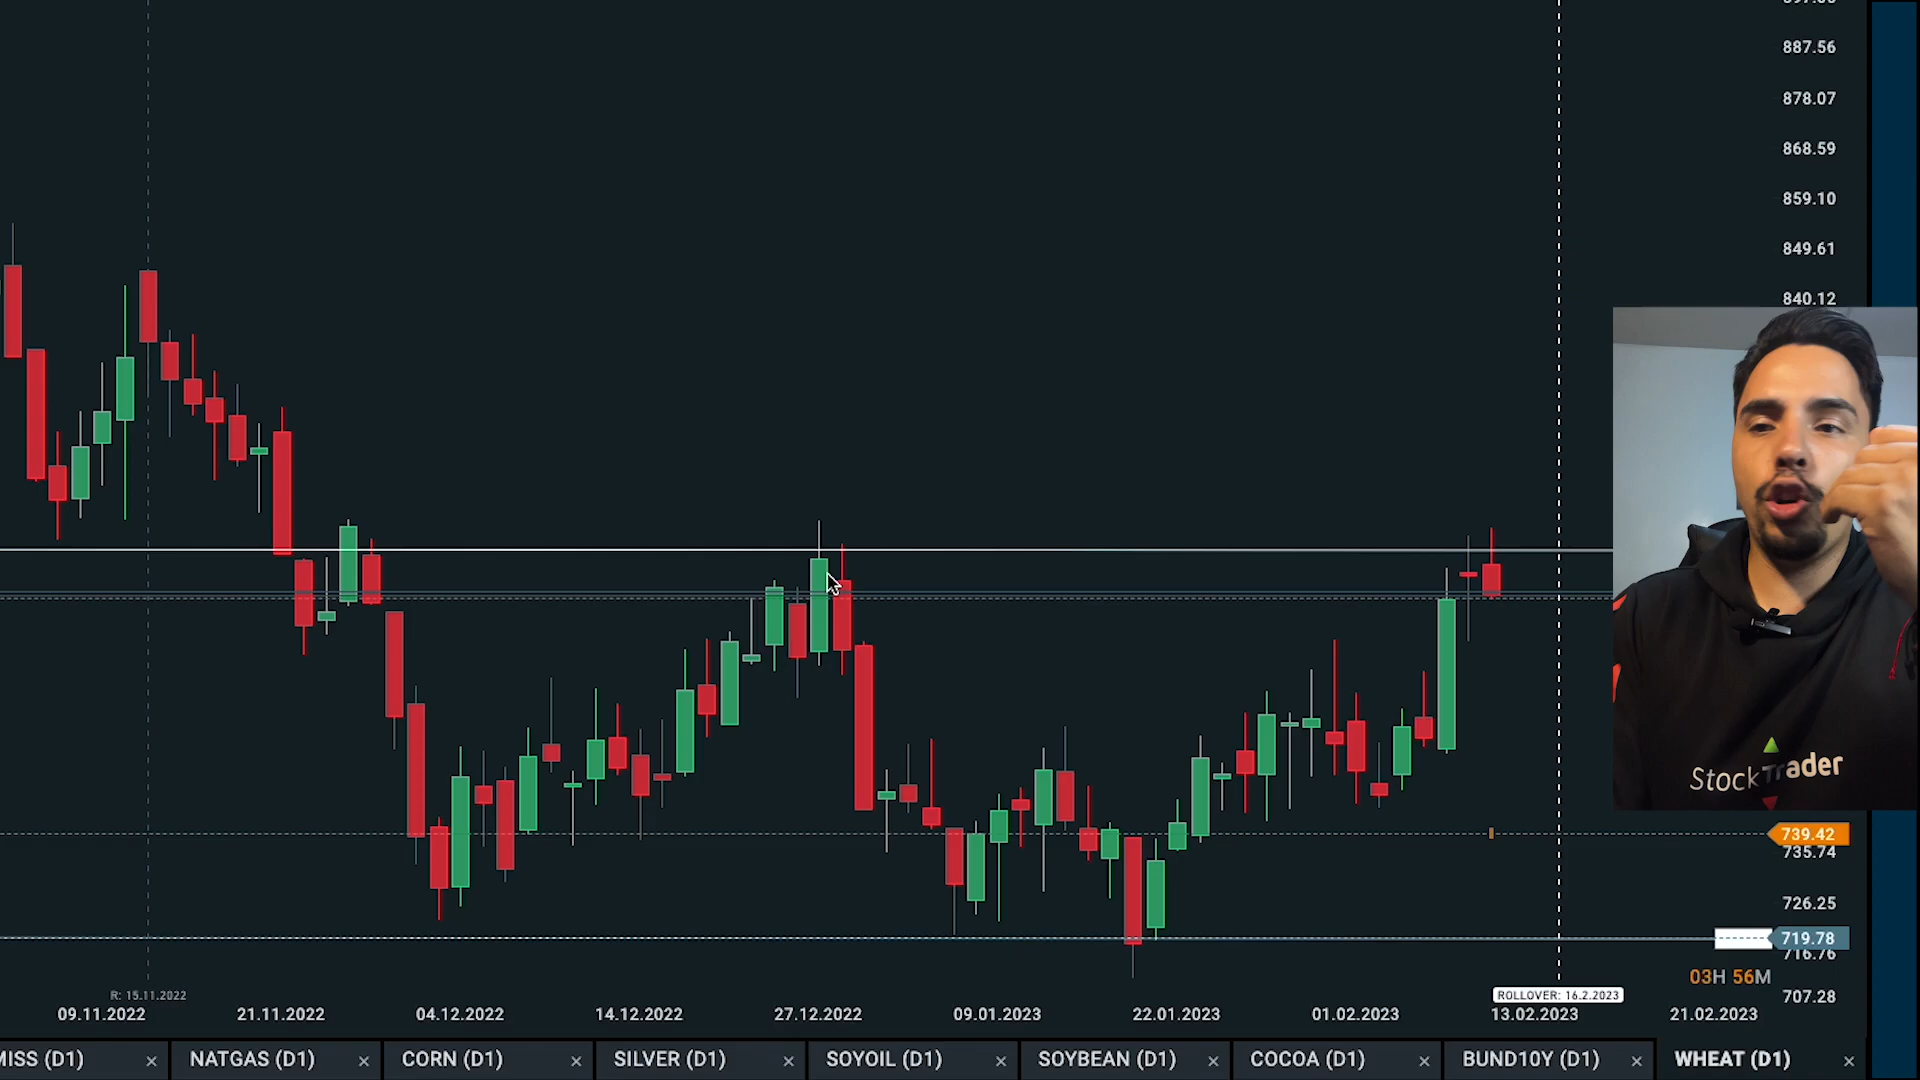 887.56
878.07
868.59
859.10
849.61
840.12
StockTrader
739.42
735.74
726.25
719.78
716.76
03H 56M
707.28
R: 15.11.2022
ROLLOVER: 16.2.2023
09.11.2022 21.11.2022 04.12.2022 14.12.2022 27.12.2022 09.01.2023 22.01.2023 01.02.2023 13.02.2023 21.02.2023
MISS (D1) × NATGAS (D1) × CORN (D1) × SILVER (D1) × SOYOIL (D1) × SOYBEAN (D1) × COCOA (D1) × BUND10Y (D1) × WHEAT (D1) ×